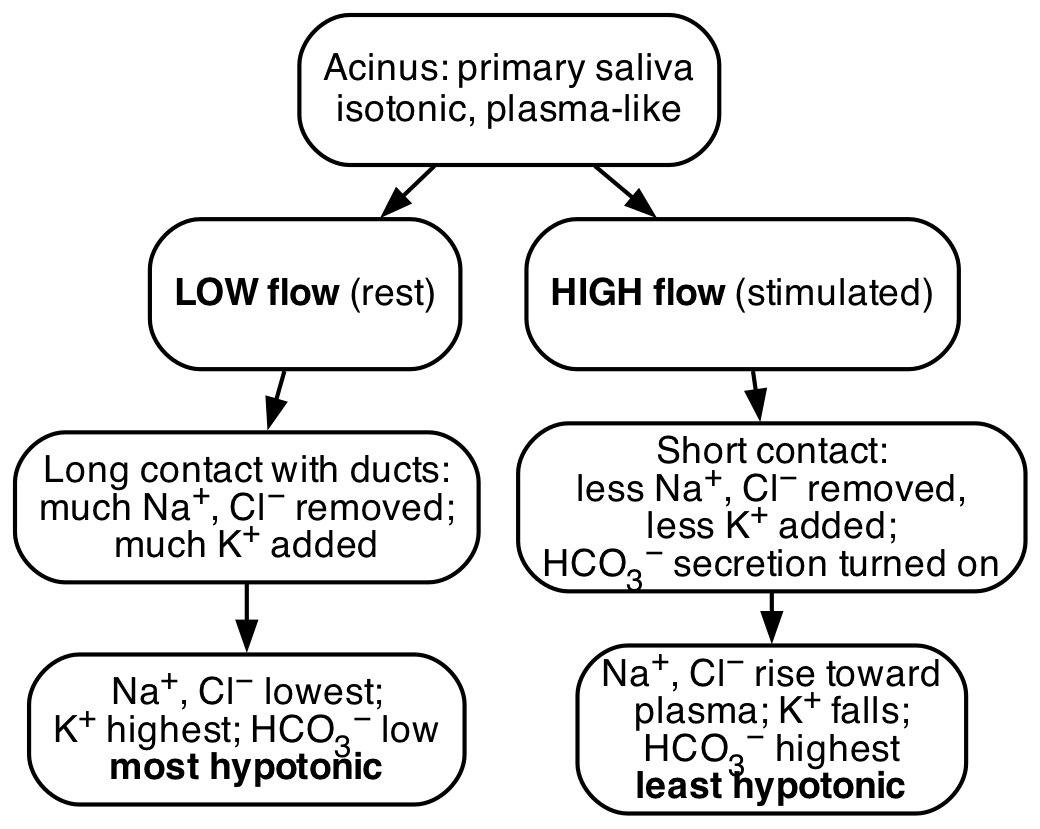 Acinus: primary saliva
isotonic, plasma-like
LOW flow (rest)
HIGH flow (stimulated)
Long contact with ducts:
much Na⁺, Cl⁻ removed;
much K⁺ added
Short contact:
less Na⁺, Cl⁻ removed,
less K⁺ added;
HCO₃⁻ secretion turned on
Na⁺, Cl⁻ lowest;
K⁺ highest; HCO₃⁻ low
most hypotonic
Na⁺, Cl⁻ rise toward
plasma; K⁺ falls;
HCO₃⁻ highest
least hypotonic